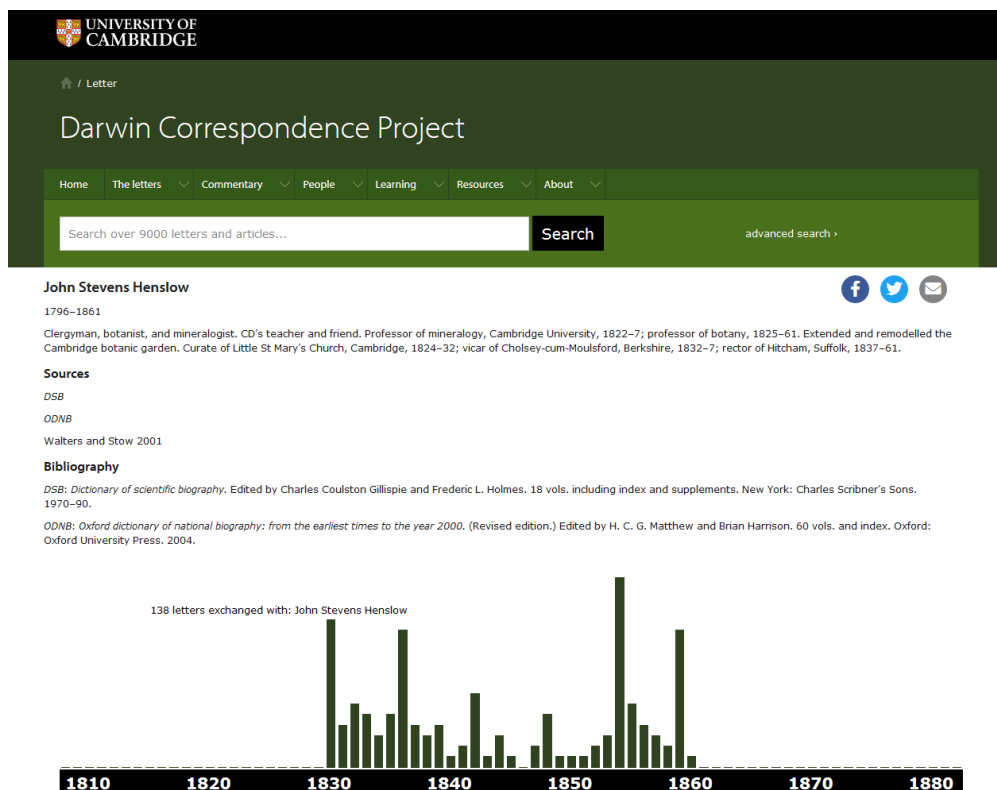 UNIVERSITY OF
CAMBRIDGE
/ Letter
Darwin Correspondence Project
Home The letters Commentary People Learning Resources About
Search over 9000 letters and articles... Search advanced search ›
John Stevens Henslow
1796–1861
Clergyman, botanist, and mineralogist. CD's teacher and friend. Professor of mineralogy, Cambridge University, 1822–7; professor of botany, 1825–61. Extended and remodelled the
Cambridge botanic garden. Curate of Little St Mary's Church, Cambridge, 1824–32; vicar of Cholsey-cum-Moulsford, Berkshire, 1832–7; rector of Hitcham, Suffolk, 1837–61.
Sources
DSB
ODNB
Walters and Stow 2001
Bibliography
DSB: Dictionary of scientific biography. Edited by Charles Coulston Gillispie and Frederic L. Holmes. 18 vols. including index and supplements. New York: Charles Scribner's Sons.
1970–90.
ODNB: Oxford dictionary of national biography: from the earliest times to the year 2000. (Revised edition.) Edited by H. C. G. Matthew and Brian Harrison. 60 vols. and index. Oxford:
Oxford University Press. 2004.
138 letters exchanged with: John Stevens Henslow
1810 1820 1830 1840 1850 1860 1870 1880